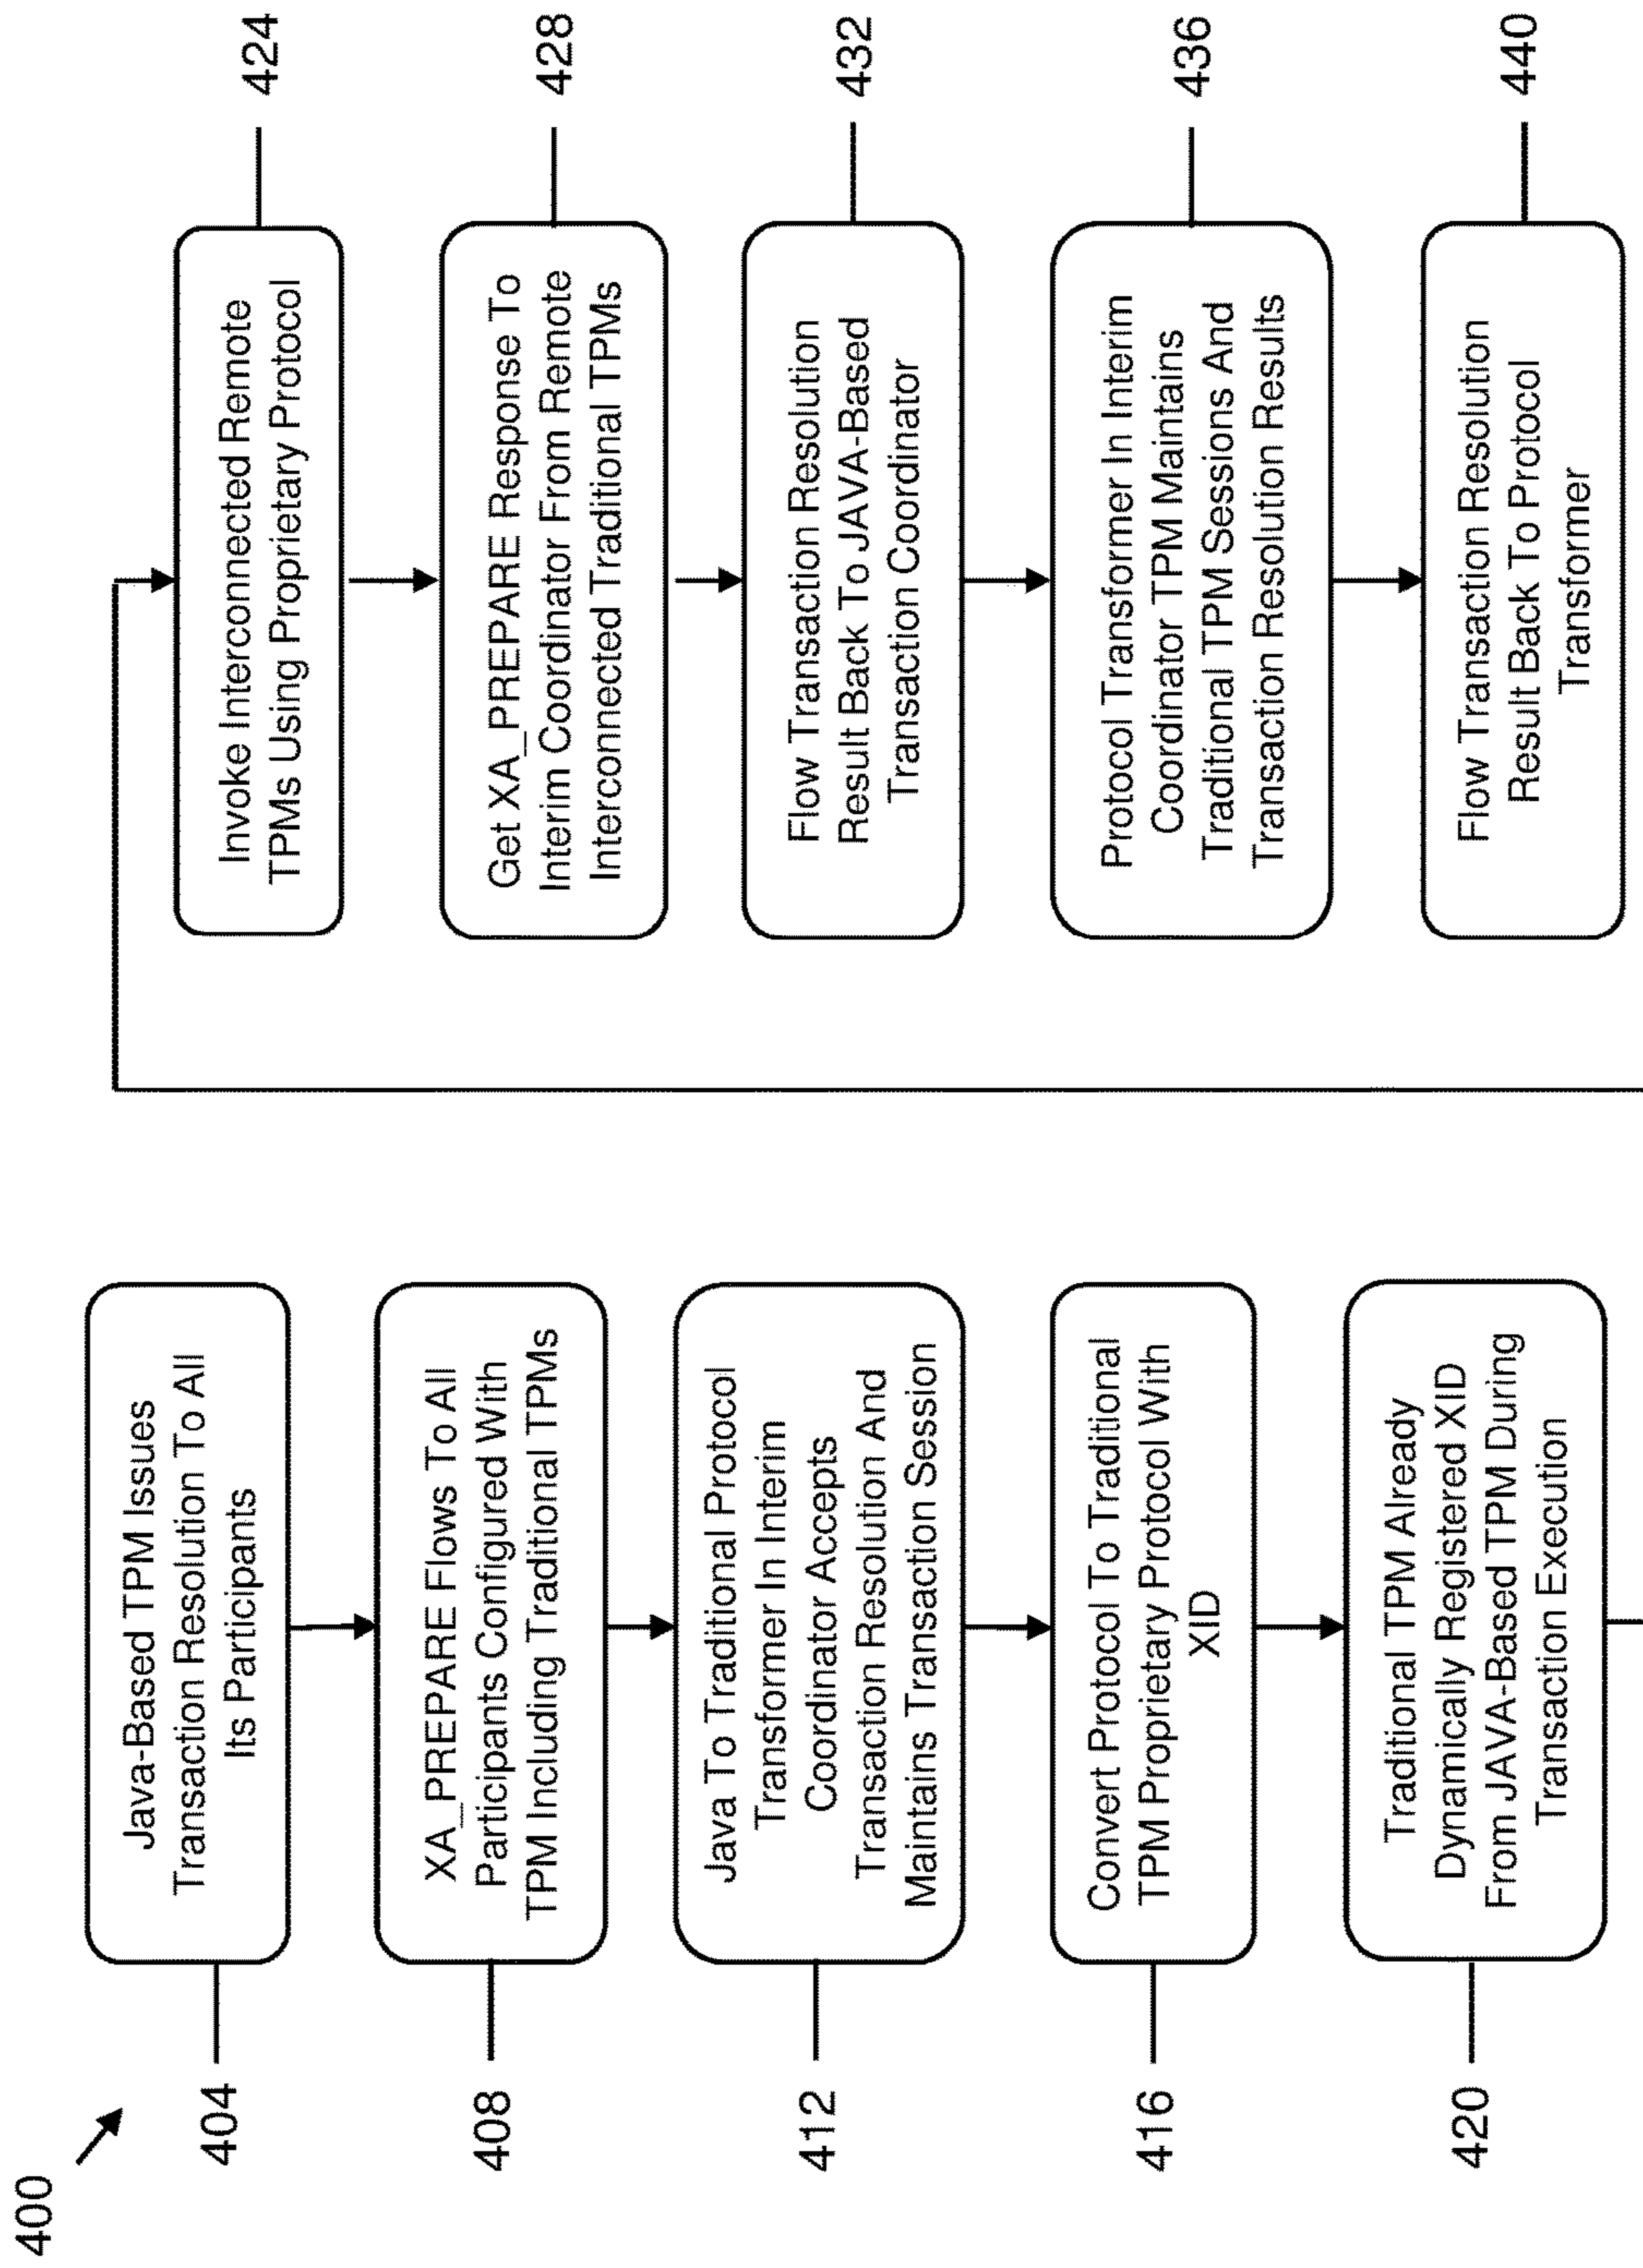 400
404
Java-Based TPM Issues
Transaction Resolution To All
Its Participants
408
XA_PREPARE Flows To All
Participants Configured With
TPM Including Traditional TPMs
412
Java To Traditional Protocol
Transformer In Interim
Coordinator Accepts
Transaction Resolution And
Maintains Transaction Session
416
Convert Protocol To Traditional
TPM Proprietary Protocol With
XID
420
Traditional TPM Already
Dynamically Registered XID
From JAVA-Based TPM During
Transaction Execution
Invoke Interconnected Remote
TPMs Using Proprietary Protocol
424
Get XA_PREPARE Response To
Interim Coordinator From Remote
Interconnected Traditional TPMs
428
Flow Transaction Resolution
Result Back To JAVA-Based
Transaction Coordinator
432
Protocol Transformer In Interim
Coordinator TPM Maintains
Traditional TPM Sessions And
Transaction Resolution Results
436
Flow Transaction Resolution
Result Back To Protocol
Transformer
440